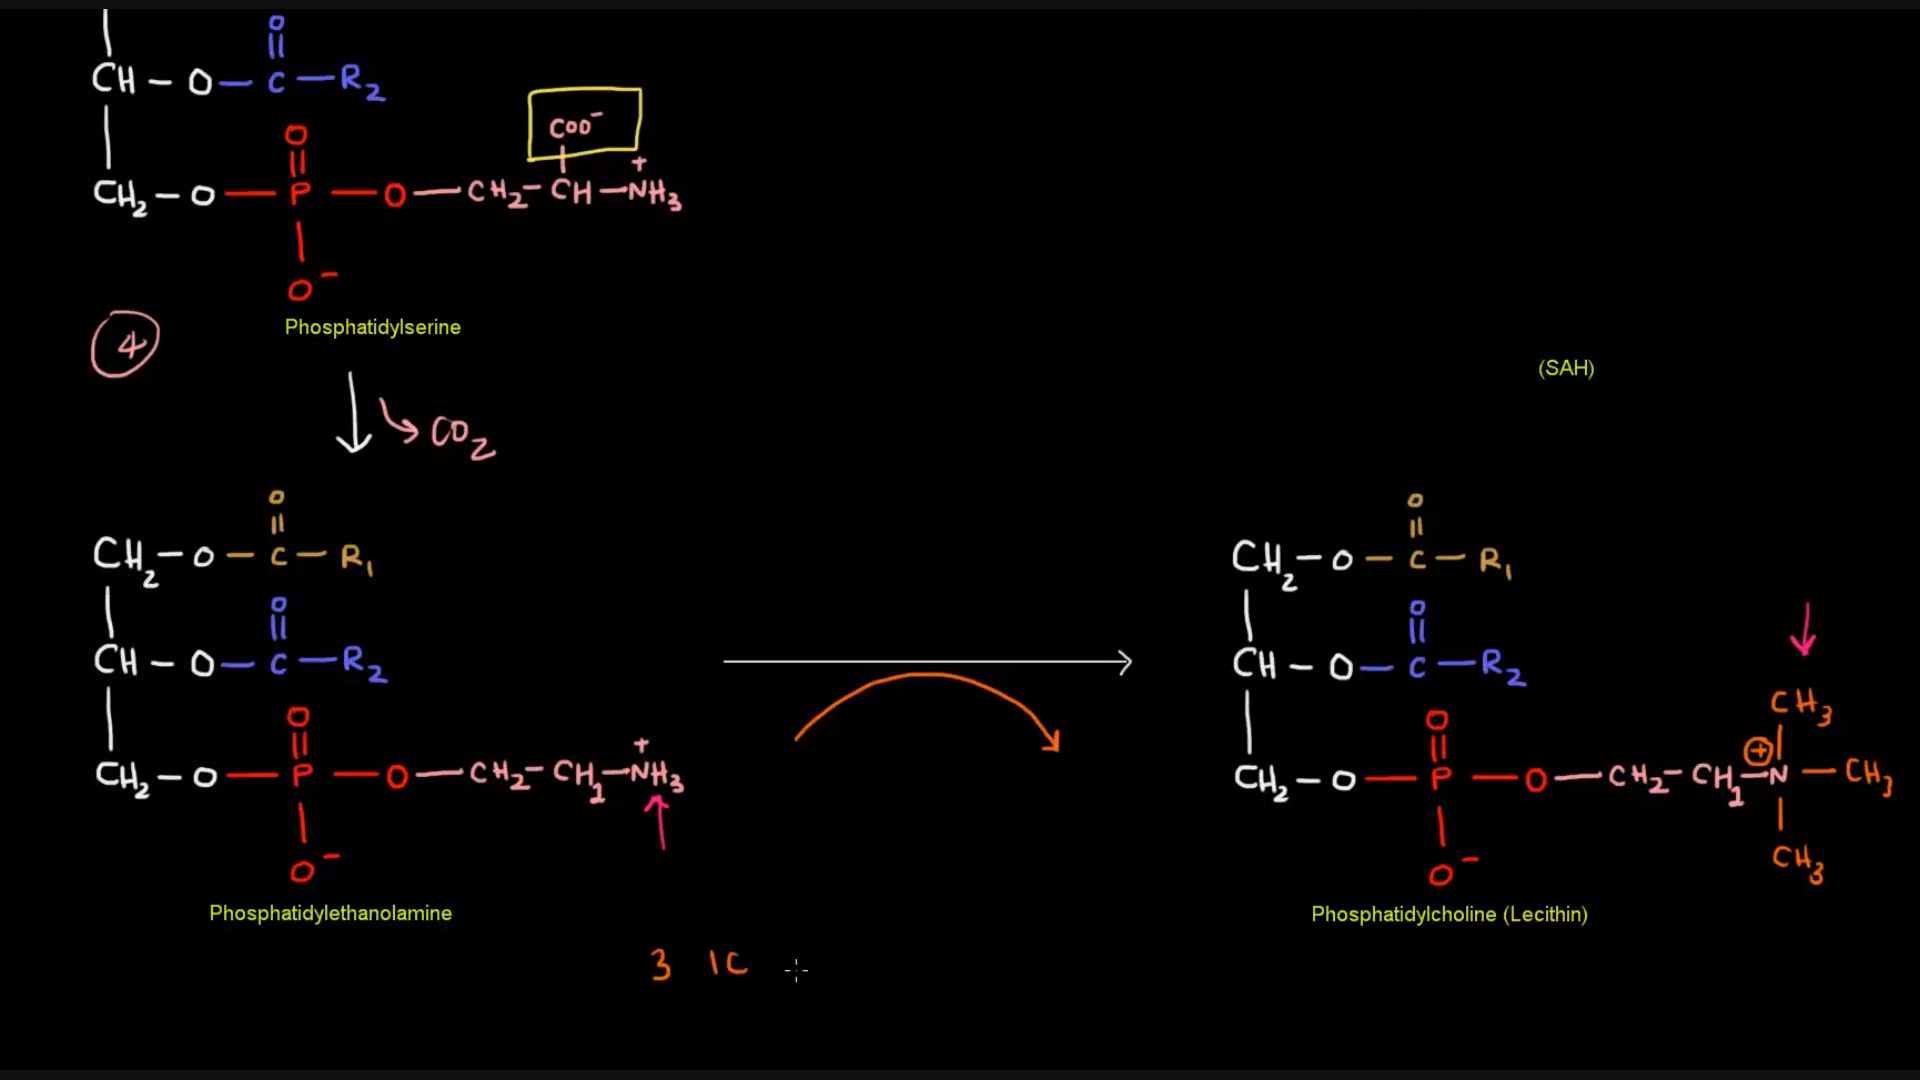 O
CH - O - C - R2
COO-
O
+
CH2 - O - P - O - CH2 - CH - NH3
O-
Phosphatidylserine
4
(SAH)
CO2
O
CH2 - O - C - R1
O
CH - O - C - R2
O
+
CH2 - O - P - O - CH2 - CH2 - NH3
O-
Phosphatidylethanolamine
O
CH2 - O - C - R1
O
CH - O - C - R2
CH3
O
+
CH2 - O - P - O - CH2 - CH2 - N - CH3
CH3
O-
Phosphatidylcholine (Lecithin)
3 1C